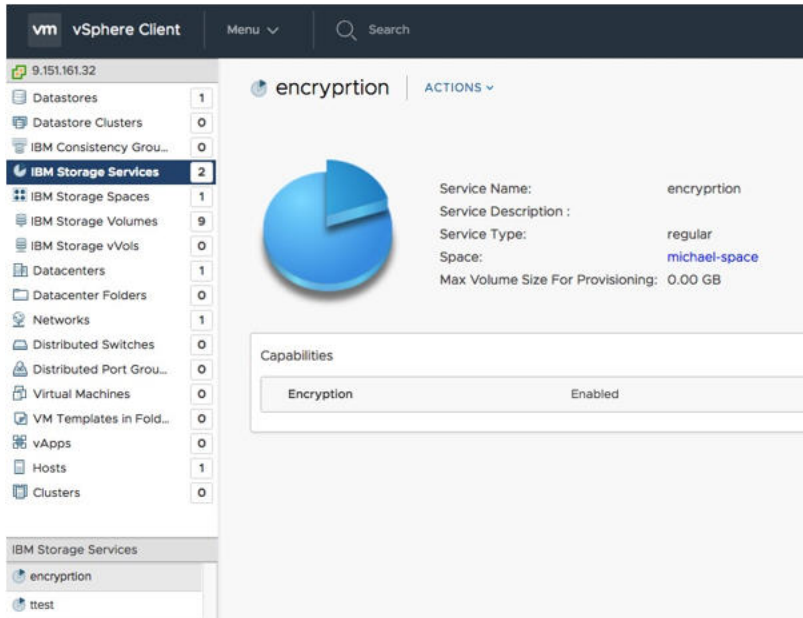 vm vSphere Client Menu Search
9.151.161.32
Datastores 1
Datastore Clusters 0
IBM Consistency Grou... 0
IBM Storage Services 2
IBM Storage Spaces 1
IBM Storage Volumes 9
IBM Storage vVols 0
Datacenters 1
Datacenter Folders 0
Networks 1
Distributed Switches 0
Distributed Port Grou... 0
Virtual Machines 0
VM Templates in Fold... 0
vApps 0
Hosts 1
Clusters 0
IBM Storage Services
encryprtion
ttest
encryprtion ACTIONS
Service Name: encryprtion
Service Description :
Service Type: regular
Space: michael-space
Max Volume Size For Provisioning: 0.00 GB
Capabilities
Encryption Enabled